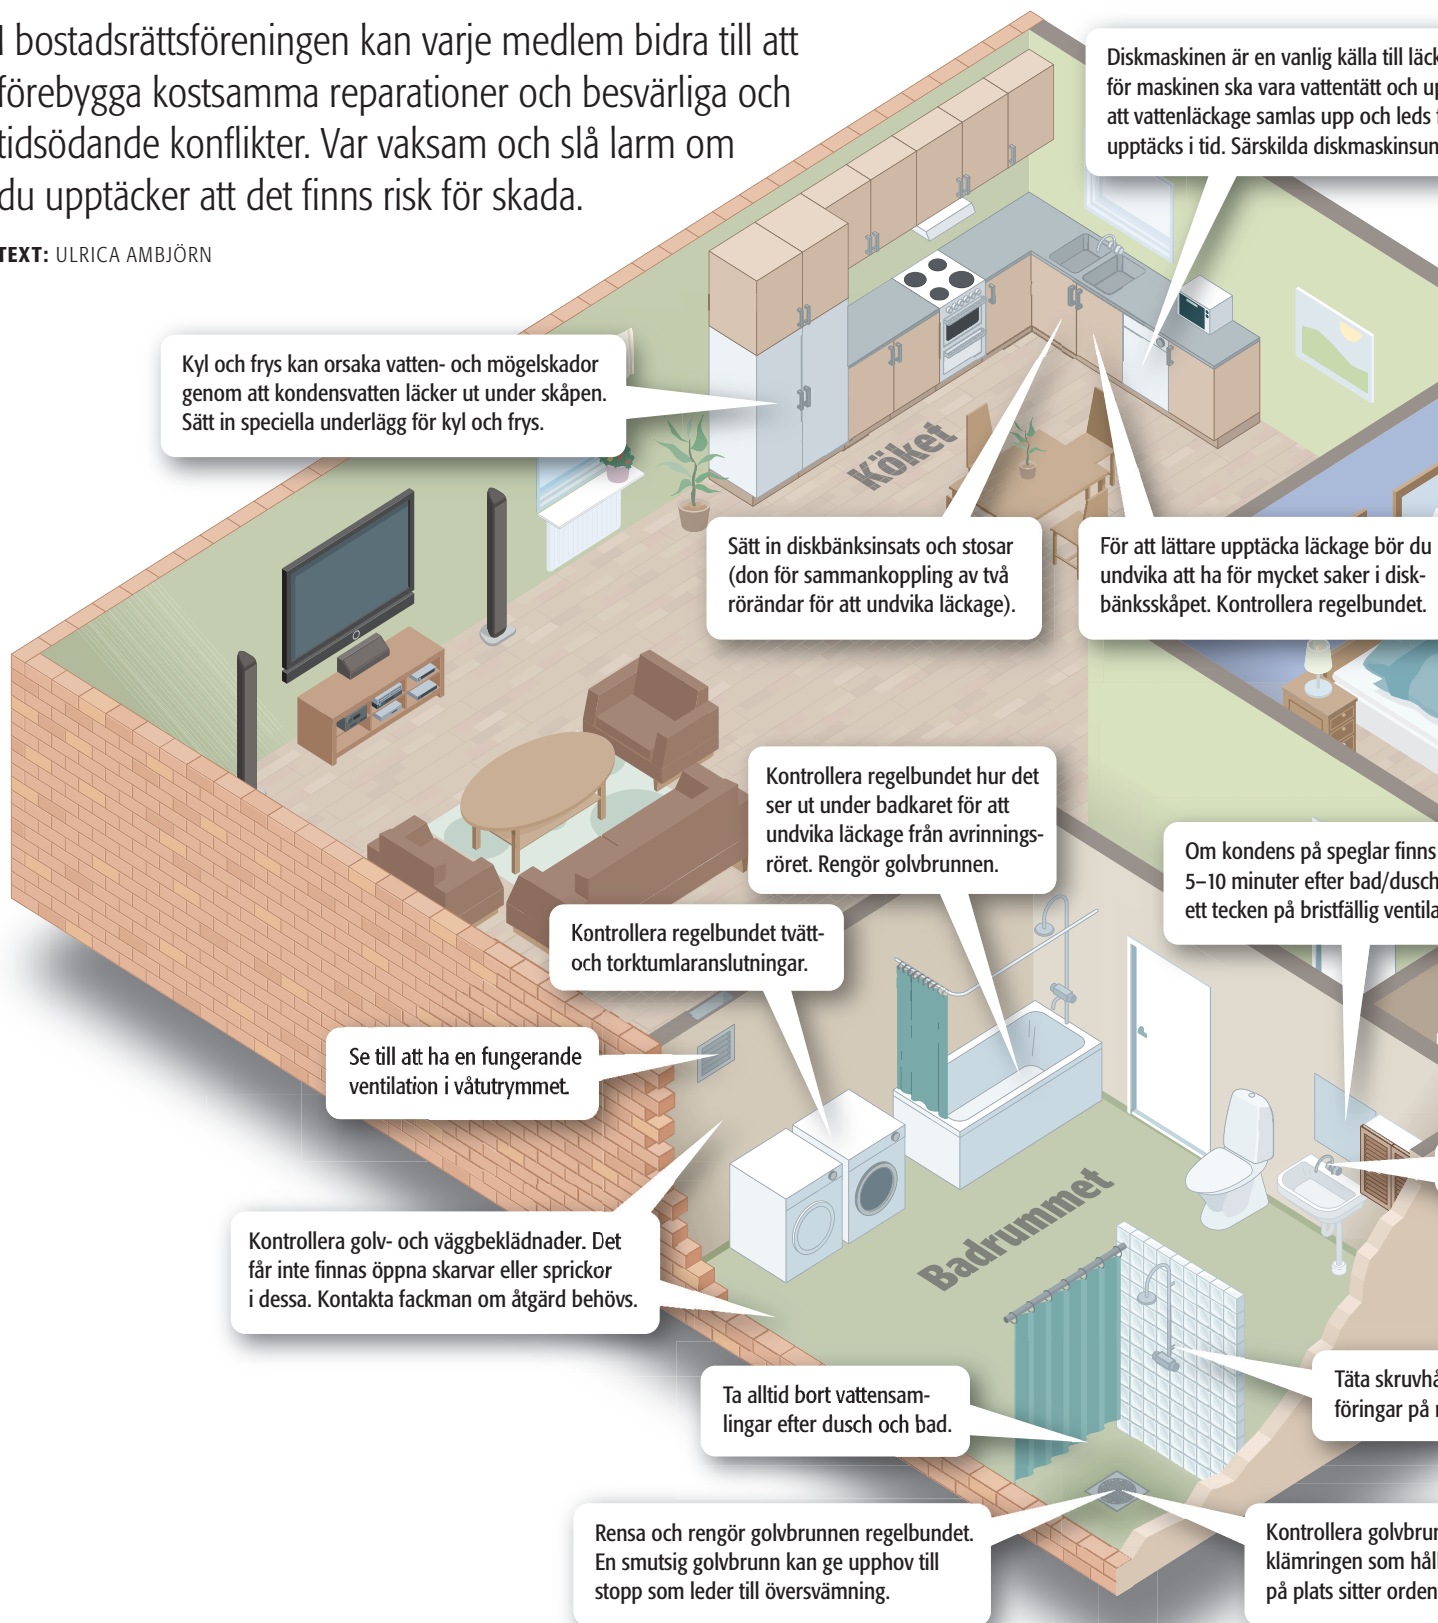 I bostadsrättsföreningen kan varje medlem bidra till att
förebygga kostsamma reparationer och besvärliga och
tidsödande konflikter. Var vaksam och slå larm om
du upptäcker att det finns risk för skada.
TEXT: ULRICA AMBJÖRN
Diskmaskinen är en vanlig källa till
för maskinen ska vara vattentätt och
att vattenläckage samlas upp och leds
upptäcks i tid. Särskilda
Kyl och frys kan orsaka vatten- och mögelskador
genom att kondensvatten läcker ut under skåpen.
Sätt in speciella underlägg för kyl och frys.
Köket
Sätt in diskbänksinsats och stosar
(don för sammankoppling av två
rörändar för att undvika läckage).
För att lättare upptäcka läckage bör du
undvika att ha för mycket saker i disk-
bänksskåpet. Kontrollera regelbundet.
Kontrollera regelbundet hur det
ser ut under badkaret för att
undvika läckage från avrinnings-
röret. Rengör golvbrunnen.
Om kondens på speglar finns
5–10 minuter efter bad/dusch
ett tecken på bristfällig
Kontrollera regelbundet tvätt-
och torktumlaranslutningar.
Se till att ha en fungerande
ventilation i våtutrymmet.
Kontrollera golv- och väggbeklädnader. Det
får inte finnas öppna skarvar eller sprickor
i dessa. Kontakta fackman om åtgärd behövs.
Badrummet
Ta alltid bort vattensam-
lingar efter dusch och bad.
Täta
föringar på
Rensa och rengör golvbrunnen regelbundet.
En smutsig golvbrunn kan ge upphov till
stopp som leder till översvämning.
Kontrollera
klämringen som
på plats sitter